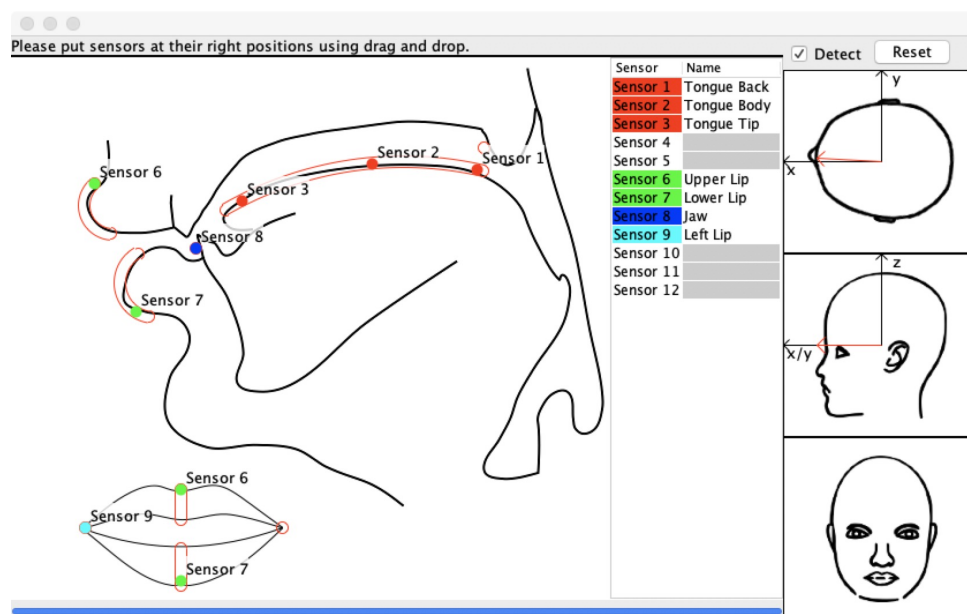 Please put sensors at their right positions using drag and drop.
Detect
Reset
Sensor 6
Sensor 2
Sensor 1
Sensor 3
Sensor 8
Sensor 7
Sensor 6
Sensor 9
Sensor 7
Sensor Name
Sensor 1 Tongue Back
Sensor 2 Tongue Body
Sensor 3 Tongue Tip
Sensor 4
Sensor 5
Sensor 6 Upper Lip
Sensor 7 Lower Lip
Sensor 8 Jaw
Sensor 9 Left Lip
Sensor 10
Sensor 11
Sensor 12
y
x
z
x/y